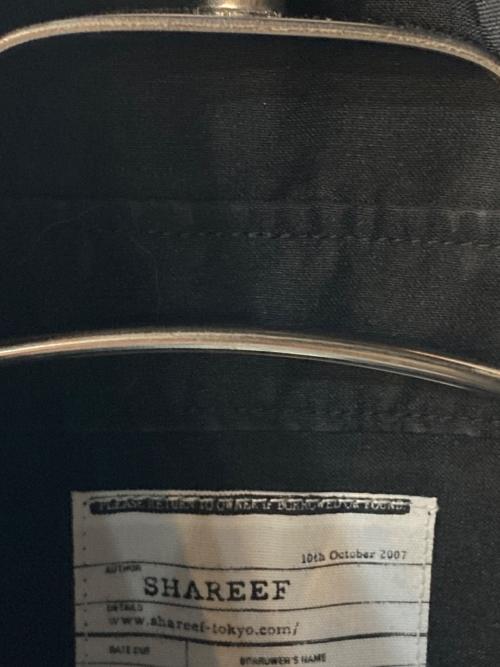 PLEASE RETURN TO OWNER IF BORROWED OR FOUND.
10th October 2007
AUTHOR
SHAREEF
DETAILS
www.shareef-tokyo.com/
DATE DUE BORROWER'S NAME